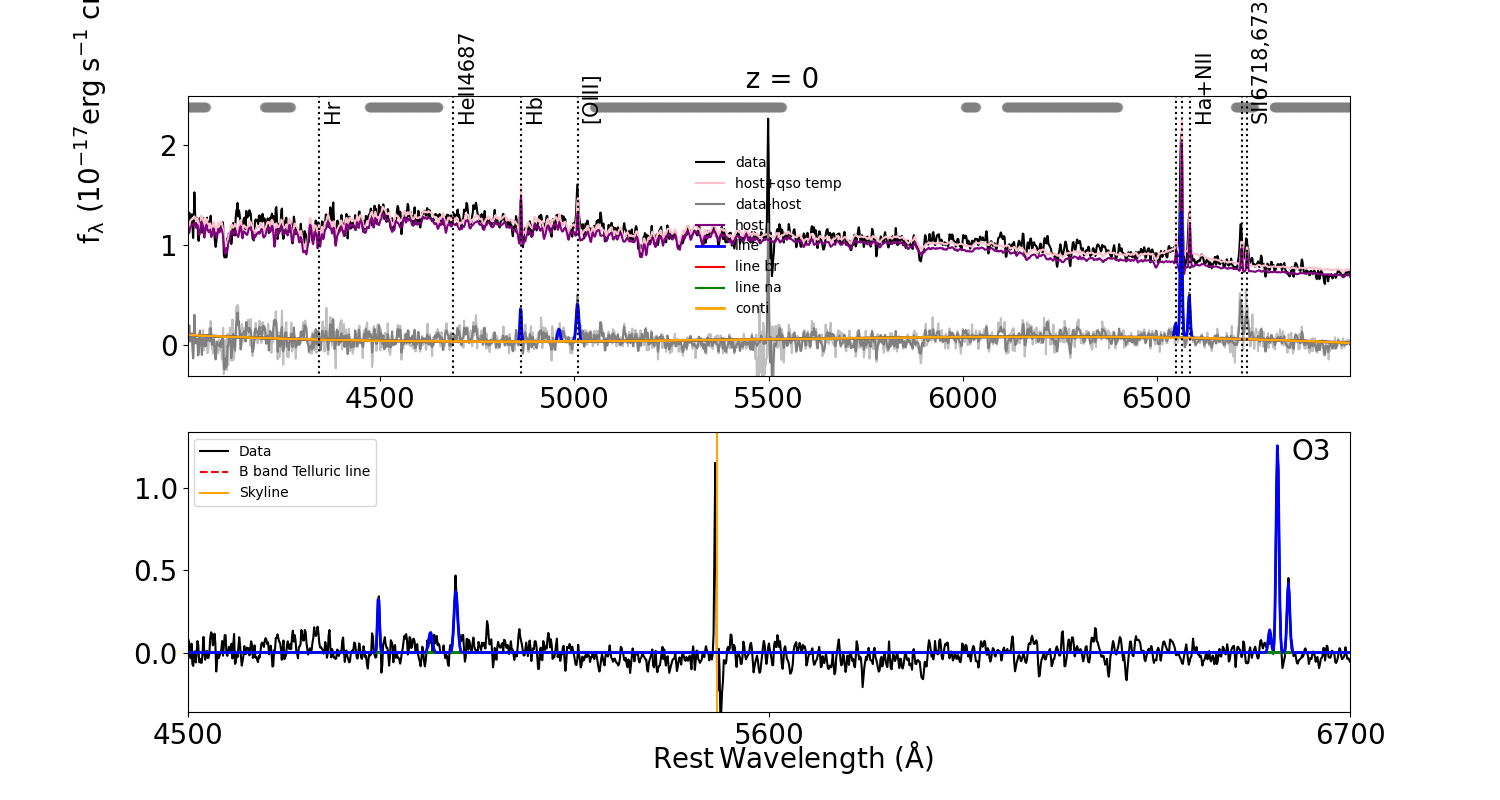 z = 0
f_λ (10^{−17}erg s^{−1} c
Hr
HeII4687
Hb
[OIII]
Ha+NII
SII6718,673
2
1
0
data
host+qso temp
data-host
host
line
line br
line na
conti
4500
5000
5500
6000
6500
Data
B band Telluric line
Skyline
O3
1.0
0.5
0.0
4500
5600
6700
Rest Wavelength (Å)